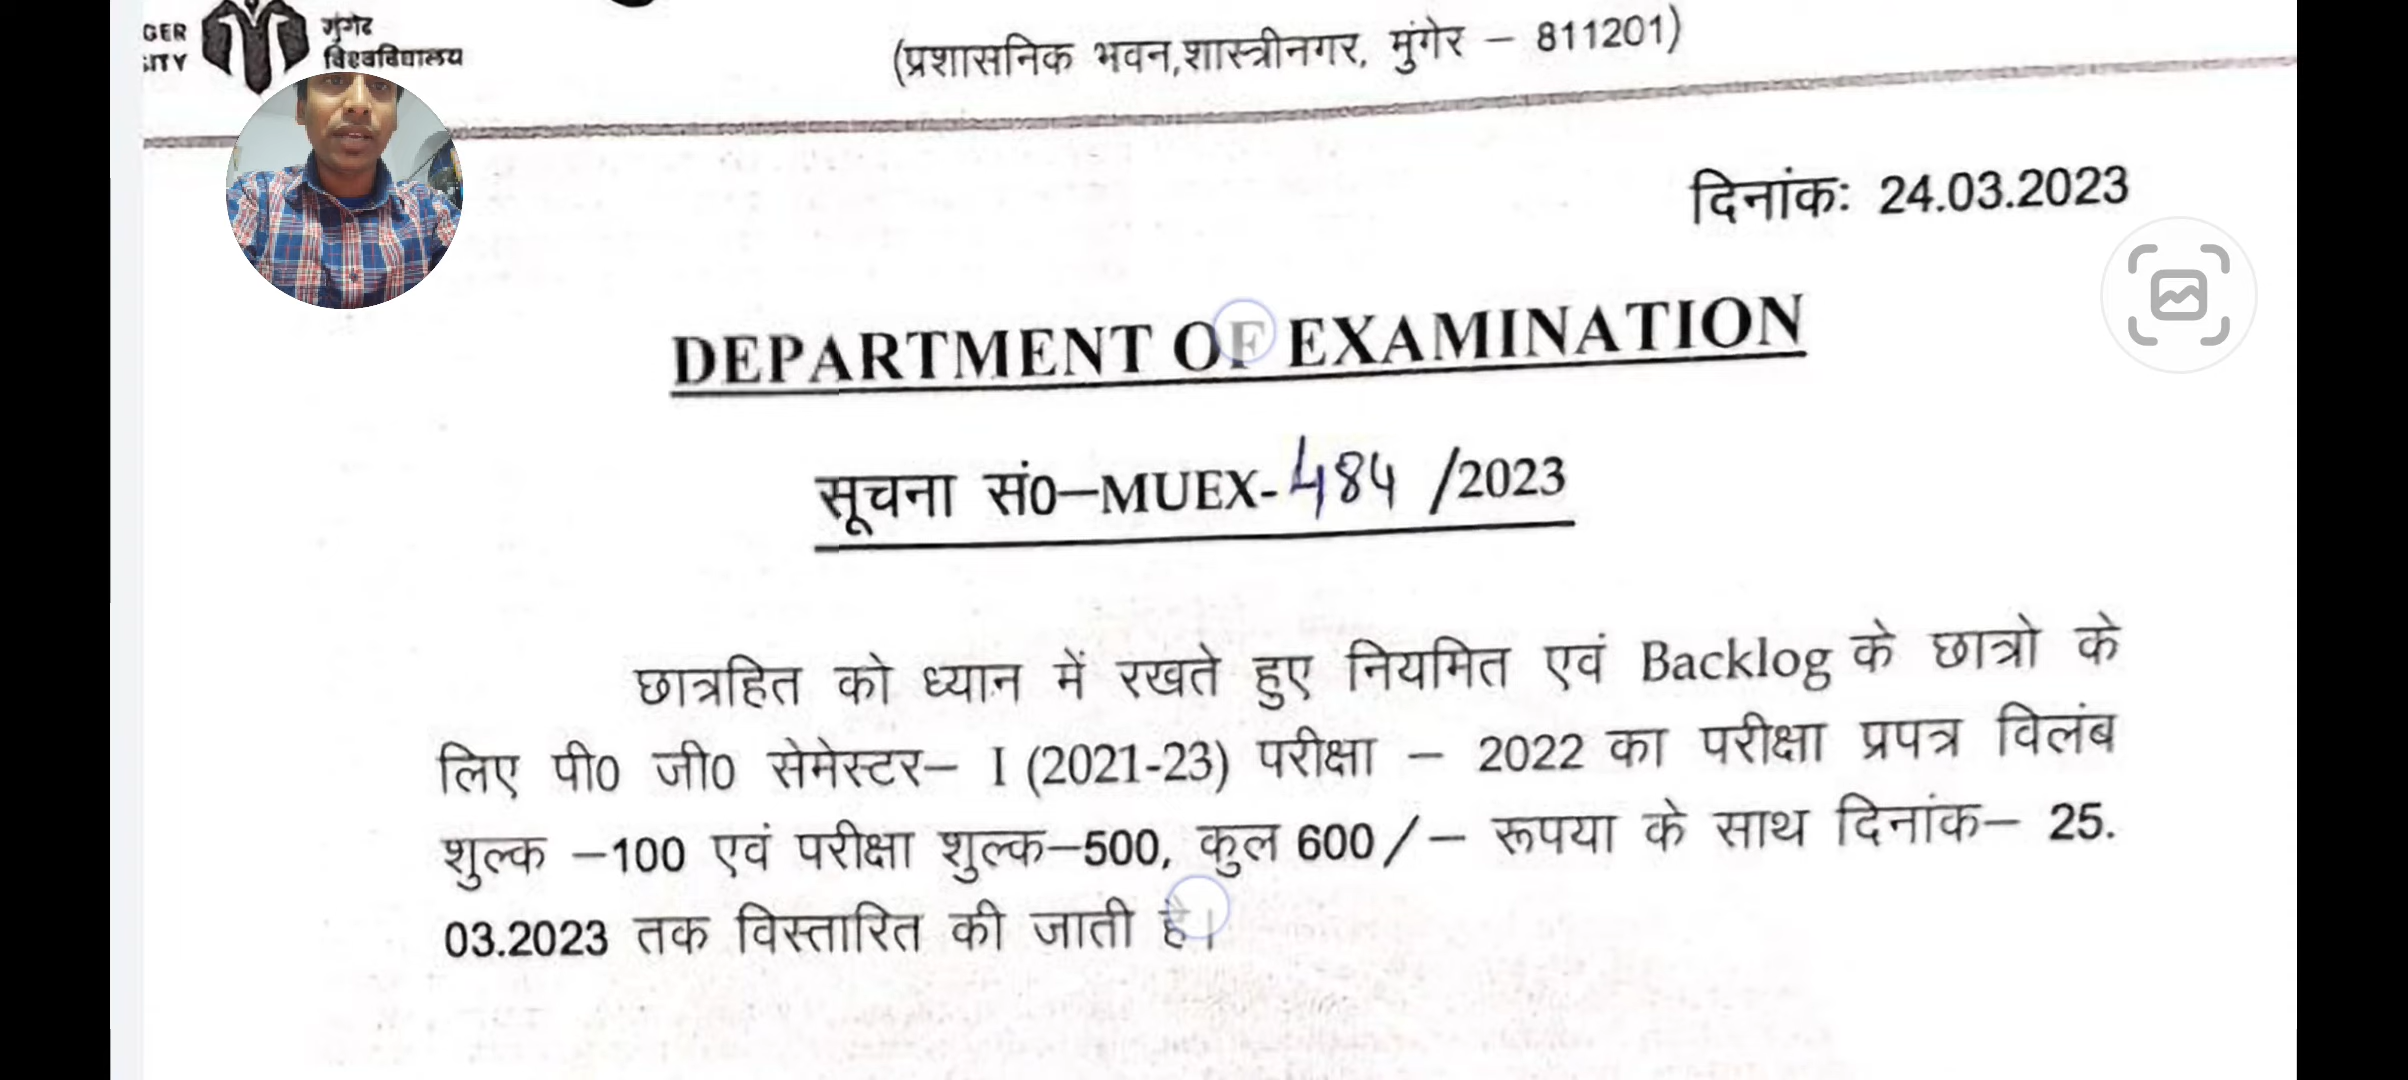 GER
मुंगेर
SITY
विश्वविद्यालय
(प्रशासनिक भवन,शास्त्रीनगर, मुंगेर – 811201)
दिनांकः 24.03.2023
DEPARTMENT OF EXAMINATION
सूचना सं0–MUEX-484 /2023
छात्रहित को ध्यान में रखते हुए नियमित एवं Backlog के छात्रो के
लिए पी0 जी0 सेमेस्टर– I (2021-23) परीक्षा – 2022 का परीक्षा प्रपत्र विलंब
शुल्क –100 एवं परीक्षा शुल्क–500, कुल 600/– रूपया के साथ दिनांक– 25.
03.2023 तक विस्तारित की जाती है।